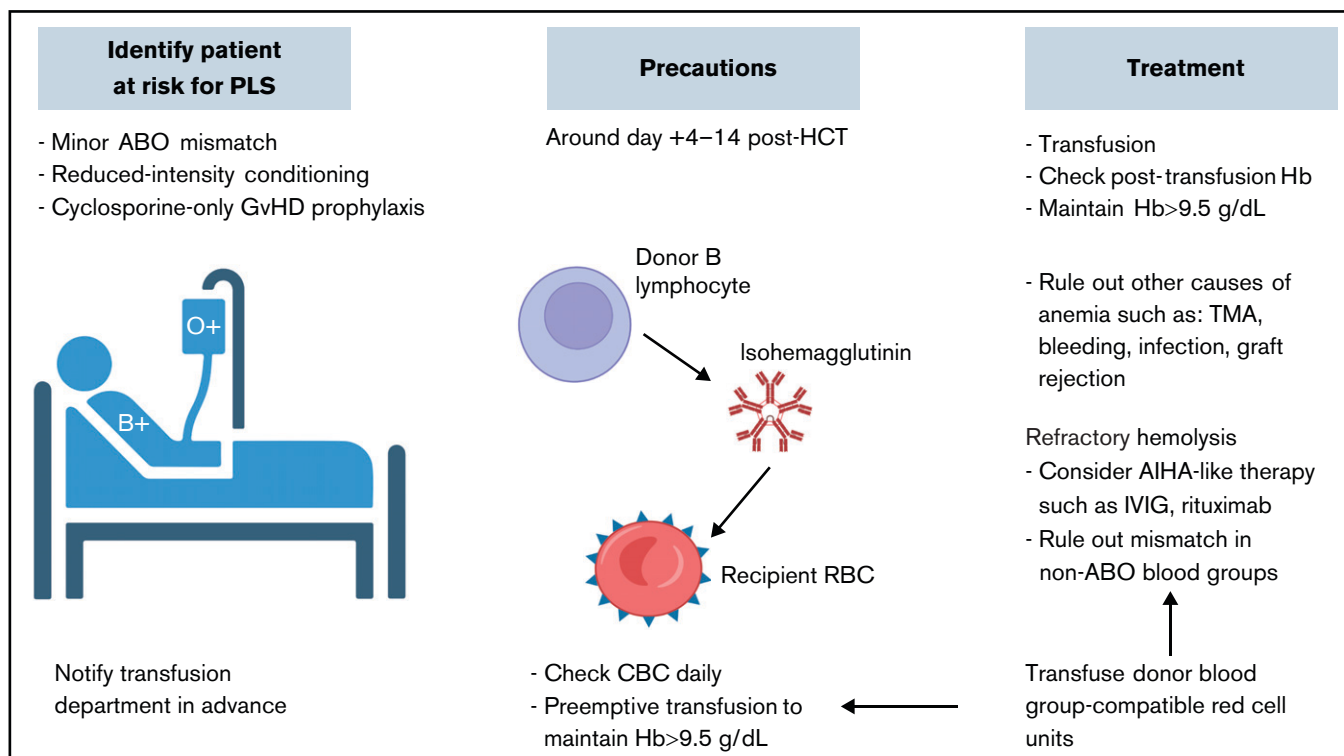 Identify patient
at risk for PLS
- Minor ABO mismatch
- Reduced-intensity conditioning
- Cyclosporine-only GvHD prophylaxis
O+
B+
Notify transfusion
department in advance
Precautions
Around day +4–14 post-HCT
Donor B
lymphocyte
Isohemagglutinin
Recipient RBC
- Check CBC daily
- Preemptive transfusion to
maintain Hb>9.5 g/dL
Treatment
- Transfusion
- Check post-transfusion Hb
- Maintain Hb>9.5 g/dL
- Rule out other causes of
anemia such as: TMA,
bleeding, infection, graft
rejection
Refractory hemolysis
- Consider AIHA-like therapy
such as IVIG, rituximab
- Rule out mismatch in
non-ABO blood groups
Transfuse donor blood
group-compatible red cell
units